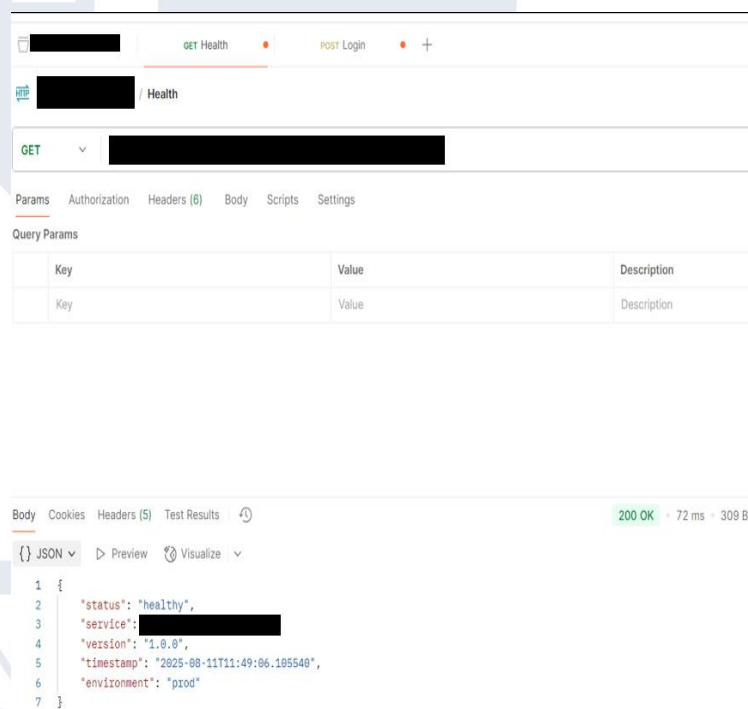 GET Health
POST Login
/ Health
GET
Params Authorization Headers (6) Body Scripts Settings
Query Params
Key Value Description
Key Value Description
Body Cookies Headers (5) Test Results
200 OK 72 ms 309 B
{} JSON Preview Visualize
1 {
2 "status": "healthy",
3 "service":
4 "version": "1.0.0",
5 "timestamp": "2025-08-11T11:49:06.105540",
6 "environment": "prod"
7 }